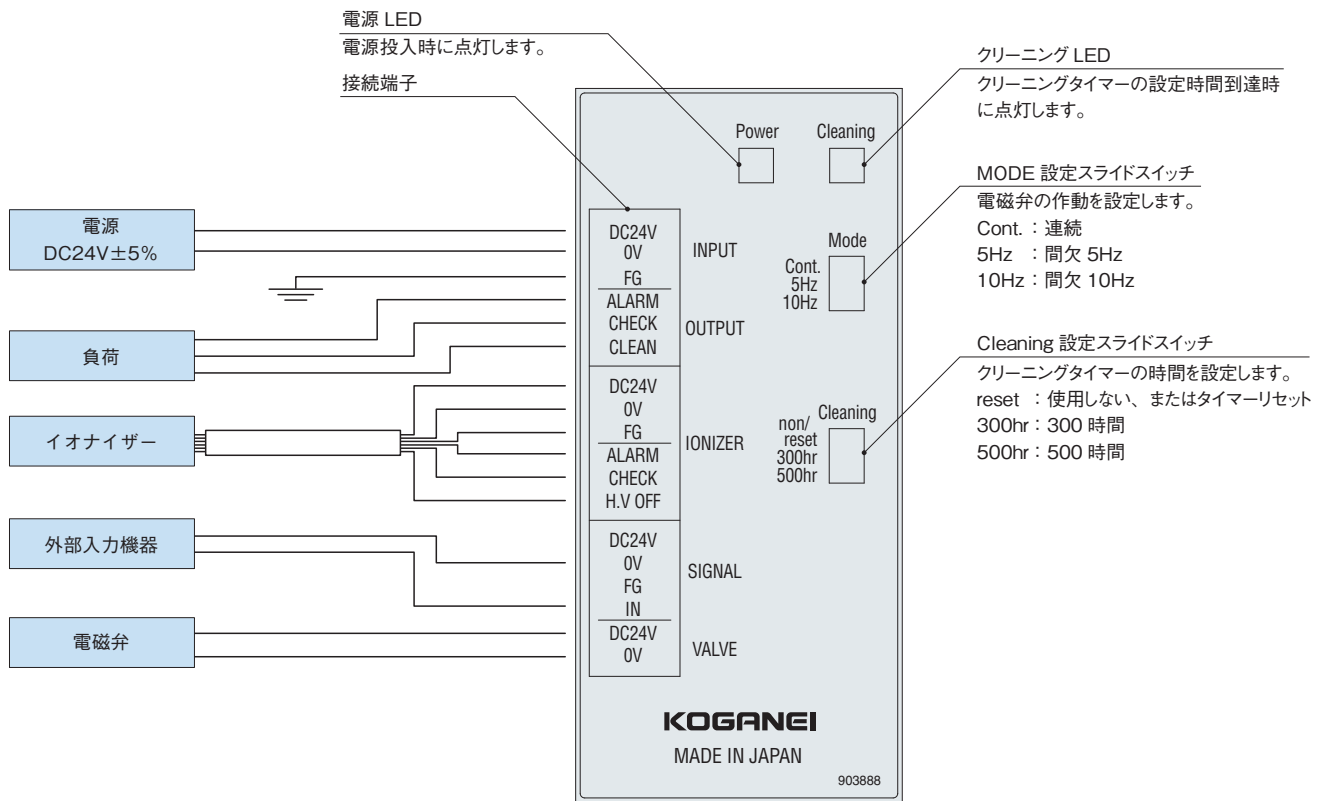 電源 LED
電源投入時に点灯します。
接続端子
クリーニング LED
クリーニングタイマーの設定時間到達時
に点灯します。
MODE 設定スライドスイッチ
電磁弁の作動を設定します。
Cont. : 連続
5Hz : 間欠 5Hz
10Hz : 間欠 10Hz
Cleaning 設定スライドスイッチ
クリーニングタイマーの時間を設定します。
reset : 使用しない、またはタイマーリセット
300hr : 300 時間
500hr : 500 時間
電源
DC24V±5%
負荷
イオナイザー
外部入力機器
電磁弁
Power
Cleaning
DC24V
0V
FG
INPUT
ALARM
CHECK
CLEAN
OUTPUT
DC24V
0V
FG
ALARM
CHECK
H.V OFF
IONIZER
DC24V
0V
FG
IN
SIGNAL
DC24V
0V
VALVE
Mode
Cont.
5Hz
10Hz
Cleaning
non/
reset
300hr
500hr
KOGANEI
MADE IN JAPAN
903888